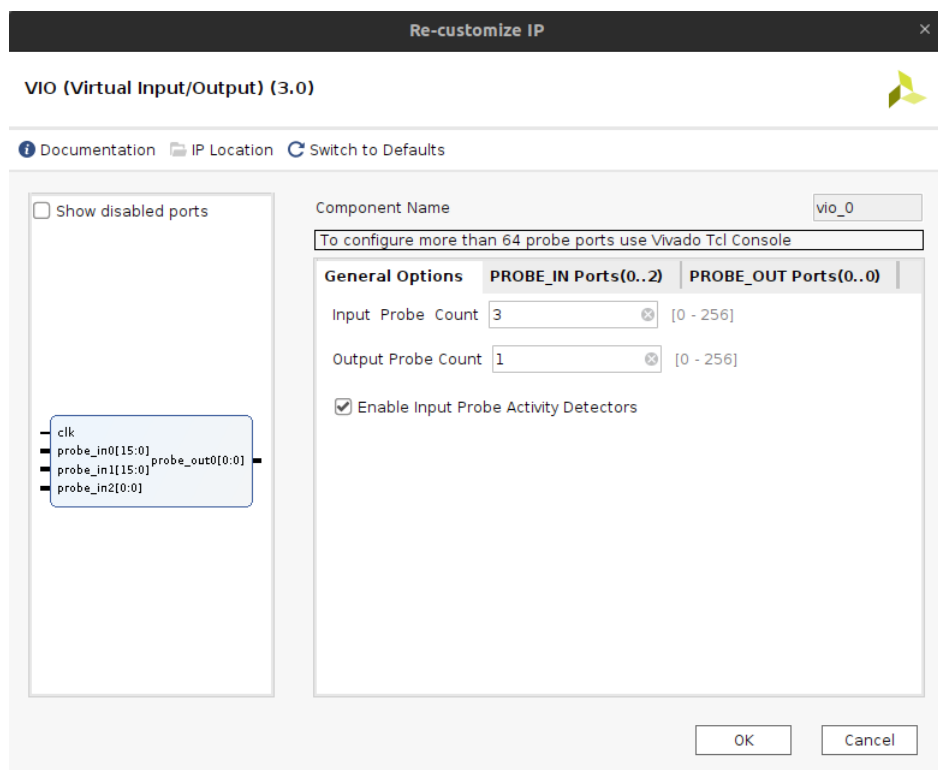 Re-customize IP
VIO (Virtual Input/Output) (3.0)
Documentation IP Location Switch to Defaults
Show disabled ports
clk
probe_in0[15:0]
probe_in1[15:0]
probe_in2[0:0]
probe_out0[0:0]
Component Name vio_0
To configure more than 64 probe ports use Vivado Tcl Console
General Options PROBE_IN Ports(0..2) PROBE_OUT Ports(0..0)
Input Probe Count 3 [0 - 256]
Output Probe Count 1 [0 - 256]
Enable Input Probe Activity Detectors
OK Cancel